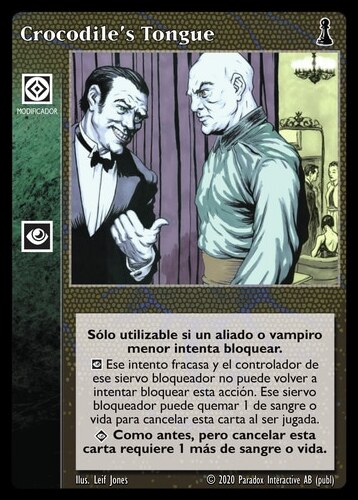 Crocodile's Tongue
MODIFICADOR
Sólo utilizable si un aliado o vampiro
menor intenta bloquear.
Ese intento fracasa y el controlador de
ese siervo bloqueador no puede volver a
intentar bloquear esta acción. Ese siervo
bloqueador puede quemar 1 de sangre o
vida para cancelar esta carta al ser jugada.
Como antes, pero cancelar esta
carta requiere 1 más de sangre o vida.
Ilus. Leif Jones
© 2020 Paradox Interactive AB (publ)